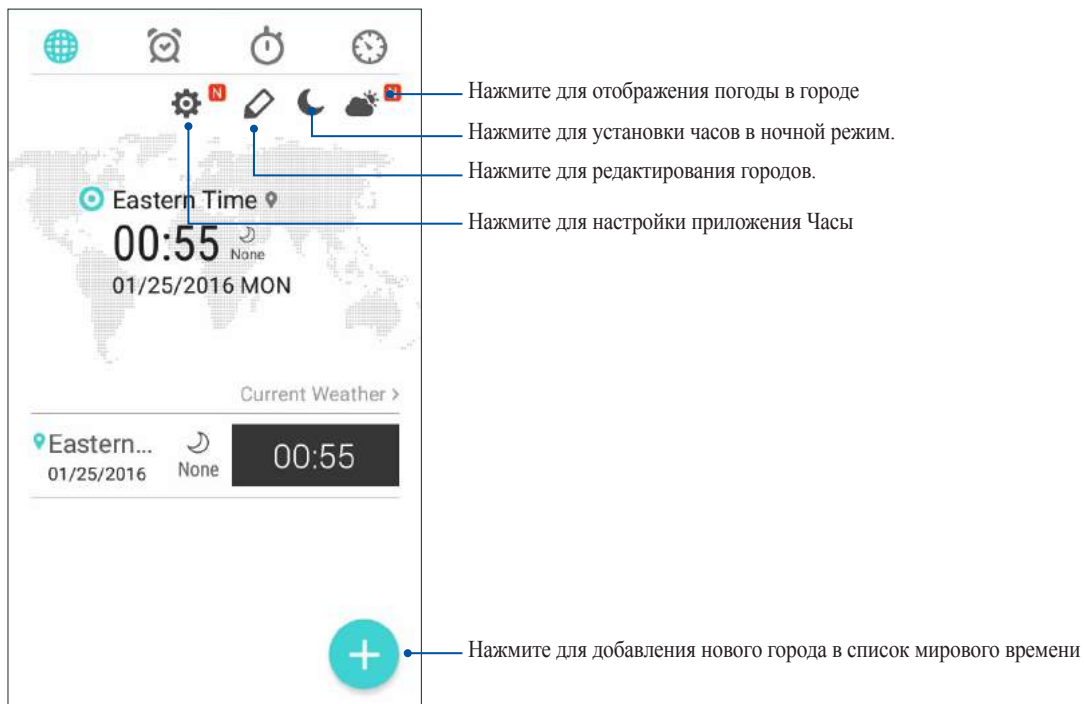 N
N
Нажмите для отображения погоды в городе
Нажмите для установки часов в ночной режим.
Нажмите для редактирования городов.
Нажмите для настройки приложения Часы
Eastern Time
00:55
None
01/25/2016 MON
Current Weather >
Eastern...
01/25/2016
None
00:55
Нажмите для добавления нового города в список мирового времени